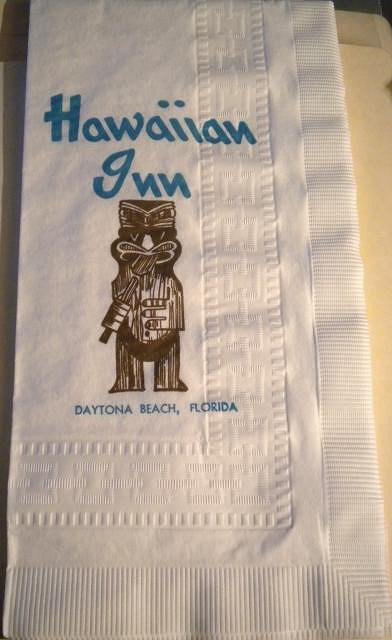 Hawaiian
Inn
DAYTONA BEACH, FLORIDA